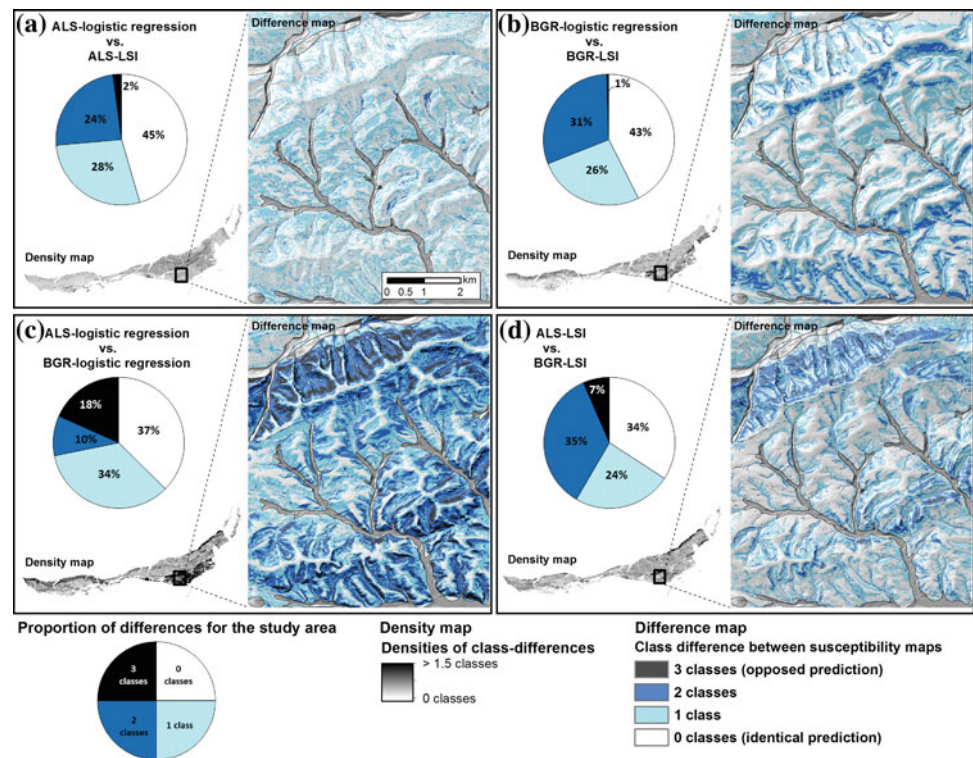 (a) ALS-logistic regression
vs.
ALS-LSI
Difference map
2%
24%
45%
28%
Density map
km
0 0.5 1 2
(b) BGR-logistic regression
vs.
BGR-LSI
Difference map
1%
31%
43%
26%
Density map
(c) ALS-logistic regression
vs.
BGR-logistic regression
Difference map
18%
37%
10%
34%
Density map
(d) ALS-LSI
vs.
BGR-LSI
Difference map
7%
34%
35%
24%
Density map
Proportion of differences for the study area
3
classes
0
classes
2
classes
1 class
Density map
Densities of class-differences
> 1.5 classes
0 classes
Difference map
Class difference between susceptibility maps
3 classes (opposed prediction)
2 classes
1 class
0 classes (identical prediction)